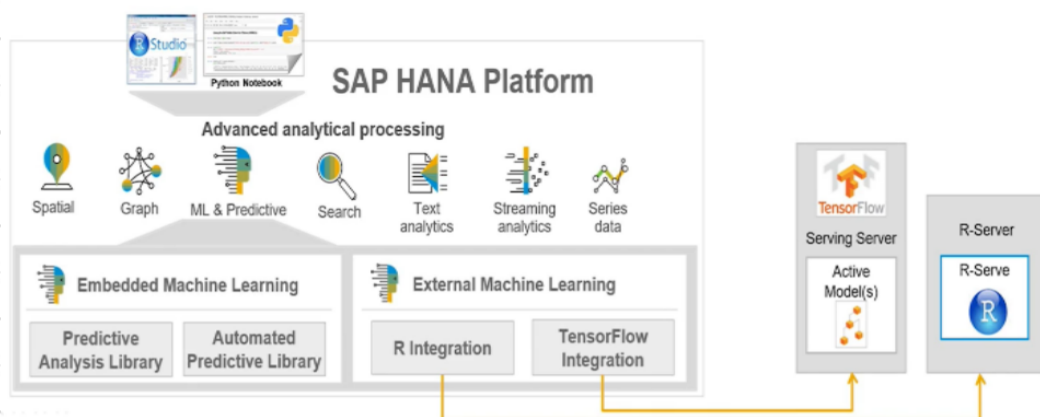 R Studio
Python Notebook
SAP HANA Platform
Advanced analytical processing
Spatial
Graph
ML & Predictive
Search
Text
analytics
Streaming
analytics
Series
data
Embedded Machine Learning
Predictive
Analysis Library
Automated
Predictive Library
External Machine Learning
R Integration
TensorFlow
Integration
TensorFlow
Serving Server
Active
Model(s)
R-Server
R-Serve
R